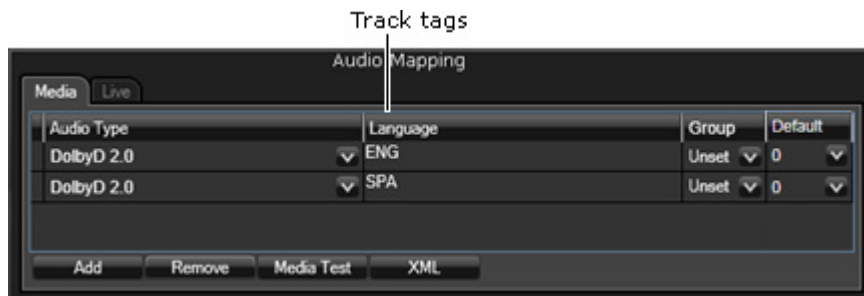 Track tags
Audio Mapping
Media Live
Audio Type Language Group Default
DolbyD 2.0 ENG Unset 0
DolbyD 2.0 SPA Unset 0
Add Remove Media Test XML